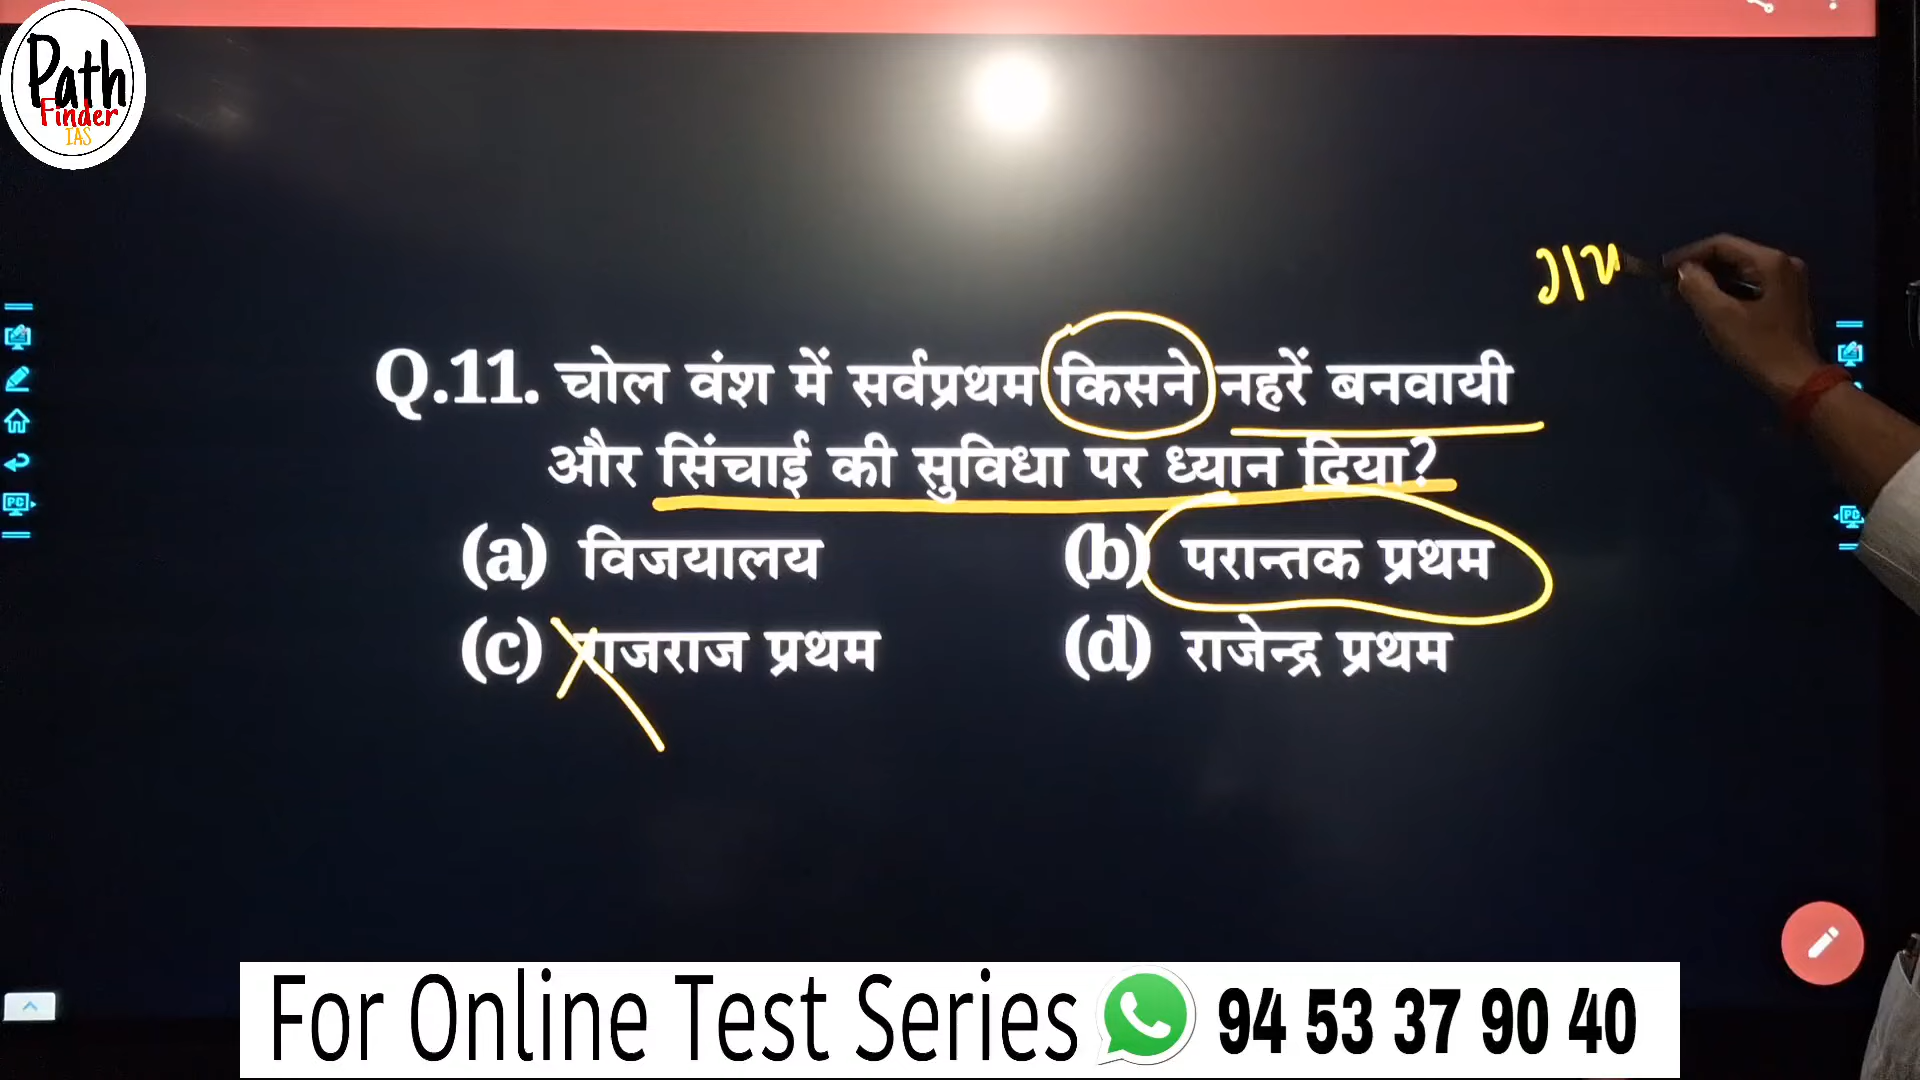 Path
Finder
IAS
Q.11. चोल वंश में सर्वप्रथम किसने नहरें बनवायी
और सिंचाई की सुविधा पर ध्यान दिया?
(a) विजयालय
(b) परान्तक प्रथम
(c) राजराज प्रथम
(d) राजेन्द्र प्रथम
For Online Test Series 94 53 37 90 40